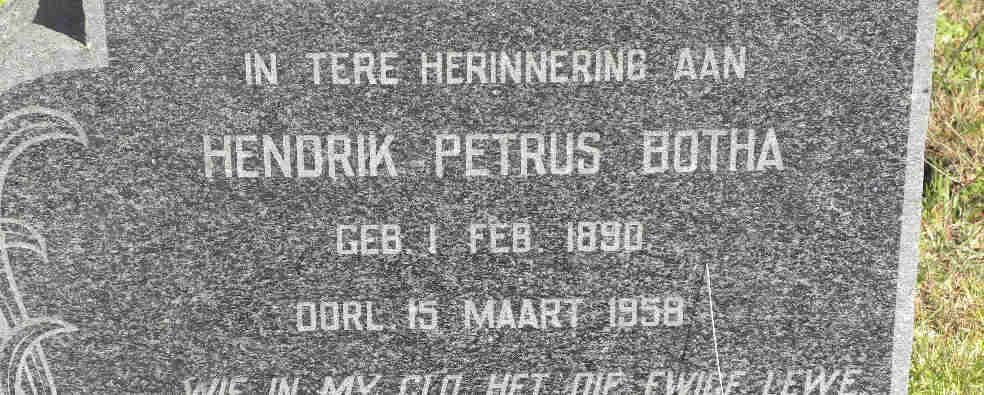 IN TERE HERINNERING AAN
HENDRIK PETRUS BOTHA
GEB. 1 FEB. 1890.
OORL. 15 MAART 1958
WIE IN MY GLO, HET DIE EWIGE LEWE